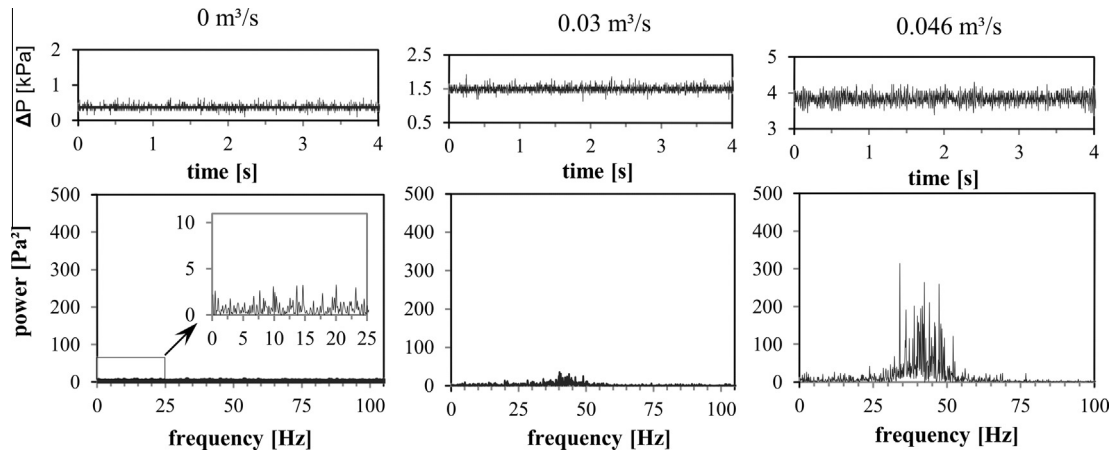 0 m³/s
0.03 m³/s
0.046 m³/s
ΔP [kPa]
2
1
0
0 1 2 3 4
time [s]
2.5
1.5
0.5
0 1 2 3 4
time [s]
5
4
3
0 1 2 3 4
time [s]
power [Pa²]
500
400
300
200
100
0
0 25 50 75 100
frequency [Hz]
10
5
0
0 5 10 15 20 25
500
400
300
200
100
0
0 25 50 75 100
frequency [Hz]
500
400
300
200
100
0
0 25 50 75 100
frequency [Hz]